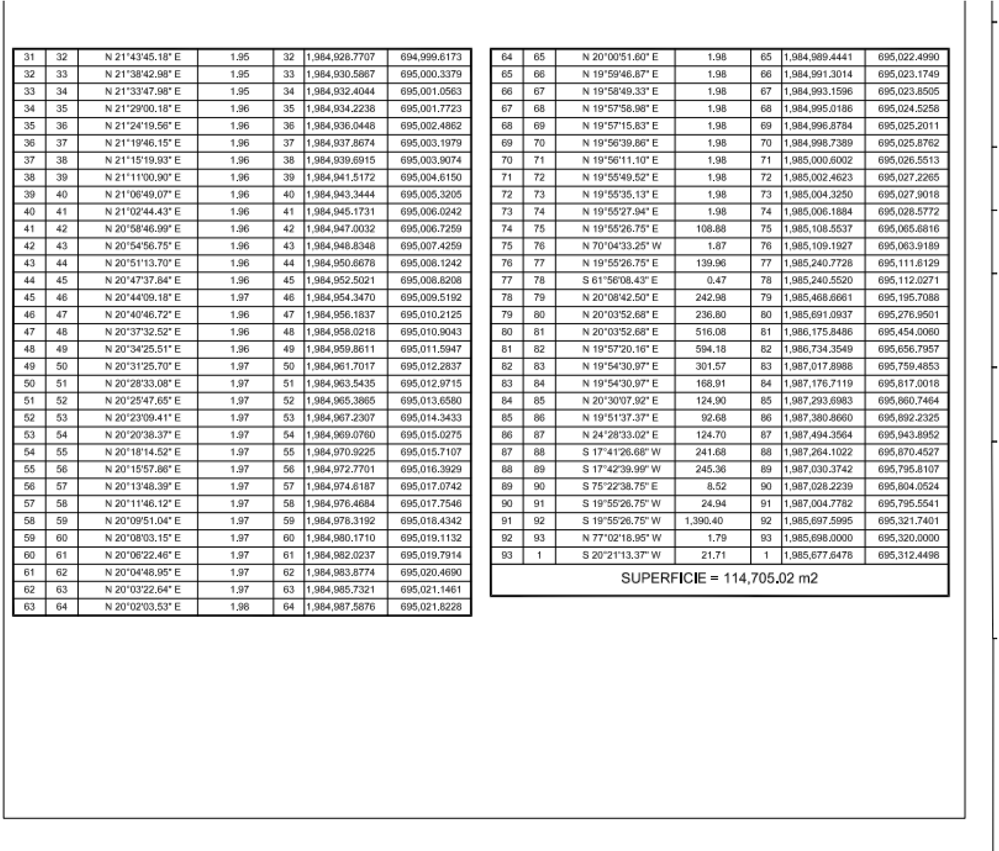 31 32 N 21°43'45.18" E 1.95 32 1,984,928.7707 694,999.6173
32 33 N 21°38'42.98" E 1.95 33 1,984,930.5867 695,000.3379
33 34 N 21°33'47.98" E 1.95 34 1,984,932.4044 695,001.0563
34 35 N 21°29'00.18" E 1.96 35 1,984,934.2238 695,001.7723
35 36 N 21°24'19.56" E 1.96 36 1,984,936.0448 695,002.4862
36 37 N 21°19'46.15" E 1.96 37 1,984,937.8674 695,003.1979
37 38 N 21°15'19.93" E 1.96 38 1,984,939.6915 695,003.9074
38 39 N 21°11'00.90" E 1.96 39 1,984,941.5172 695,004.6150
39 40 N 21°06'49.07" E 1.96 40 1,984,943.3444 695,005.3205
40 41 N 21°02'44.43" E 1.96 41 1,984,945.1731 695,006.0242
41 42 N 20°58'46.99" E 1.96 42 1,984,947.0032 695,006.7259
42 43 N 20°54'56.75" E 1.96 43 1,984,948.8348 695,007.4259
43 44 N 20°51'13.70" E 1.96 44 1,984,950.6678 695,008.1242
44 45 N 20°47'37.84" E 1.96 45 1,984,952.5021 695,008.8208
45 46 N 20°44'09.18" E 1.97 46 1,984,954.3470 695,009.5192
46 47 N 20°40'46.72" E 1.96 47 1,984,956.1837 695,010.2125
47 48 N 20°37'32.52" E 1.96 48 1,984,958.0218 695,010.9043
48 49 N 20°34'25.51" E 1.96 49 1,984,959.8611 695,011.5947
49 50 N 20°31'25.70" E 1.97 50 1,984,961.7017 695,012.2837
50 51 N 20°28'33.08" E 1.97 51 1,984,963.5435 695,012.9715
51 52 N 20°25'47.65" E 1.97 52 1,984,965.3865 695,013.6580
52 53 N 20°23'09.41" E 1.97 53 1,984,967.2307 695,014.3433
53 54 N 20°20'38.37" E 1.97 54 1,984,969.0760 695,015.0275
54 55 N 20°18'14.52" E 1.97 55 1,984,970.9225 695,015.7107
55 56 N 20°15'57.86" E 1.97 56 1,984,972.7701 695,016.3929
56 57 N 20°13'48.39" E 1.97 57 1,984,974.6187 695,017.0742
57 58 N 20°11'46.12" E 1.97 58 1,984,976.4684 695,017.7546
58 59 N 20°09'51.04" E 1.97 59 1,984,978.3192 695,018.4342
59 60 N 20°08'03.15" E 1.97 60 1,984,980.1710 695,019.1132
60 61 N 20°06'22.46" E 1.97 61 1,984,982.0237 695,019.7914
61 62 N 20°04'48.95" E 1.97 62 1,984,983.8774 695,020.4690
62 63 N 20°03'22.64" E 1.97 63 1,984,985.7321 695,021.1461
63 64 N 20°02'03.53" E 1.98 64 1,984,987.5876 695,021.8228
64 65 N 20°00'51.60" E 1.98 65 1,984,989.4441 695,022.4990
65 66 N 19°59'46.87" E 1.98 66 1,984,991.3014 695,023.1749
66 67 N 19°58'49.33" E 1.98 67 1,984,993.1596 695,023.8505
67 68 N 19°57'58.98" E 1.98 68 1,984,995.0186 695,024.5258
68 69 N 19°57'15.83" E 1.98 69 1,984,996.8784 695,025.2011
69 70 N 19°56'39.86" E 1.98 70 1,984,998.7389 695,025.8762
70 71 N 19°56'11.10" E 1.98 71 1,985,000.6002 695,026.5513
71 72 N 19°55'49.52" E 1.98 72 1,985,002.4623 695,027.2265
72 73 N 19°55'35.13" E 1.98 73 1,985,004.3250 695,027.9018
73 74 N 19°55'27.94" E 1.98 74 1,985,006.1884 695,028.5772
74 75 N 19°55'26.75" E 108.88 75 1,985,108.5537 695,065.6816
75 76 N 70°04'33.25" W 1.87 76 1,985,109.1927 695,063.9189
76 77 N 19°55'26.75" E 139.96 77 1,985,240.7728 695,111.6129
77 78 S 61°56'08.43" E 0.47 78 1,985,240.5520 695,112.0271
78 79 N 20°08'42.50" E 242.98 79 1,985,468.6661 695,195.7088
79 80 N 20°03'52.68" E 236.80 80 1,985,691.0937 695,276.9501
80 81 N 20°03'52.68" E 516.08 81 1,986,175.8486 695,454.0060
81 82 N 19°57'20.16" E 594.18 82 1,986,734.3549 695,656.7957
82 83 N 19°54'30.97" E 301.57 83 1,987,017.8988 695,759.4853
83 84 N 19°54'30.97" E 168.91 84 1,987,176.7119 695,817.0018
84 85 N 20°30'07.92" E 124.90 85 1,987,293.6983 695,860.7464
85 86 N 19°51'37.37" E 92.68 86 1,987,380.8660 695,892.2325
86 87 N 24°28'33.02" E 124.70 87 1,987,494.3564 695,943.8952
87 88 S 17°41'26.68" W 241.68 88 1,987,264.1022 695,870.4527
88 89 S 17°42'39.99" W 245.36 89 1,987,030.3742 695,795.8107
89 90 S 75°22'38.75" E 8.52 90 1,987,028.2239 695,804.0524
90 91 S 19°55'26.75" W 24.94 91 1,987,004.7782 695,795.5541
91 92 S 19°55'26.75" W 1,390.40 92 1,985,697.5995 695,321.7401
92 93 N 77°02'18.95" W 1.79 93 1,985,698.0000 695,320.0000
93 1 S 20°21'13.37" W 21.71 1 1,985,677.6478 695,312.4498
SUPERFICIE = 114,705.02 m2